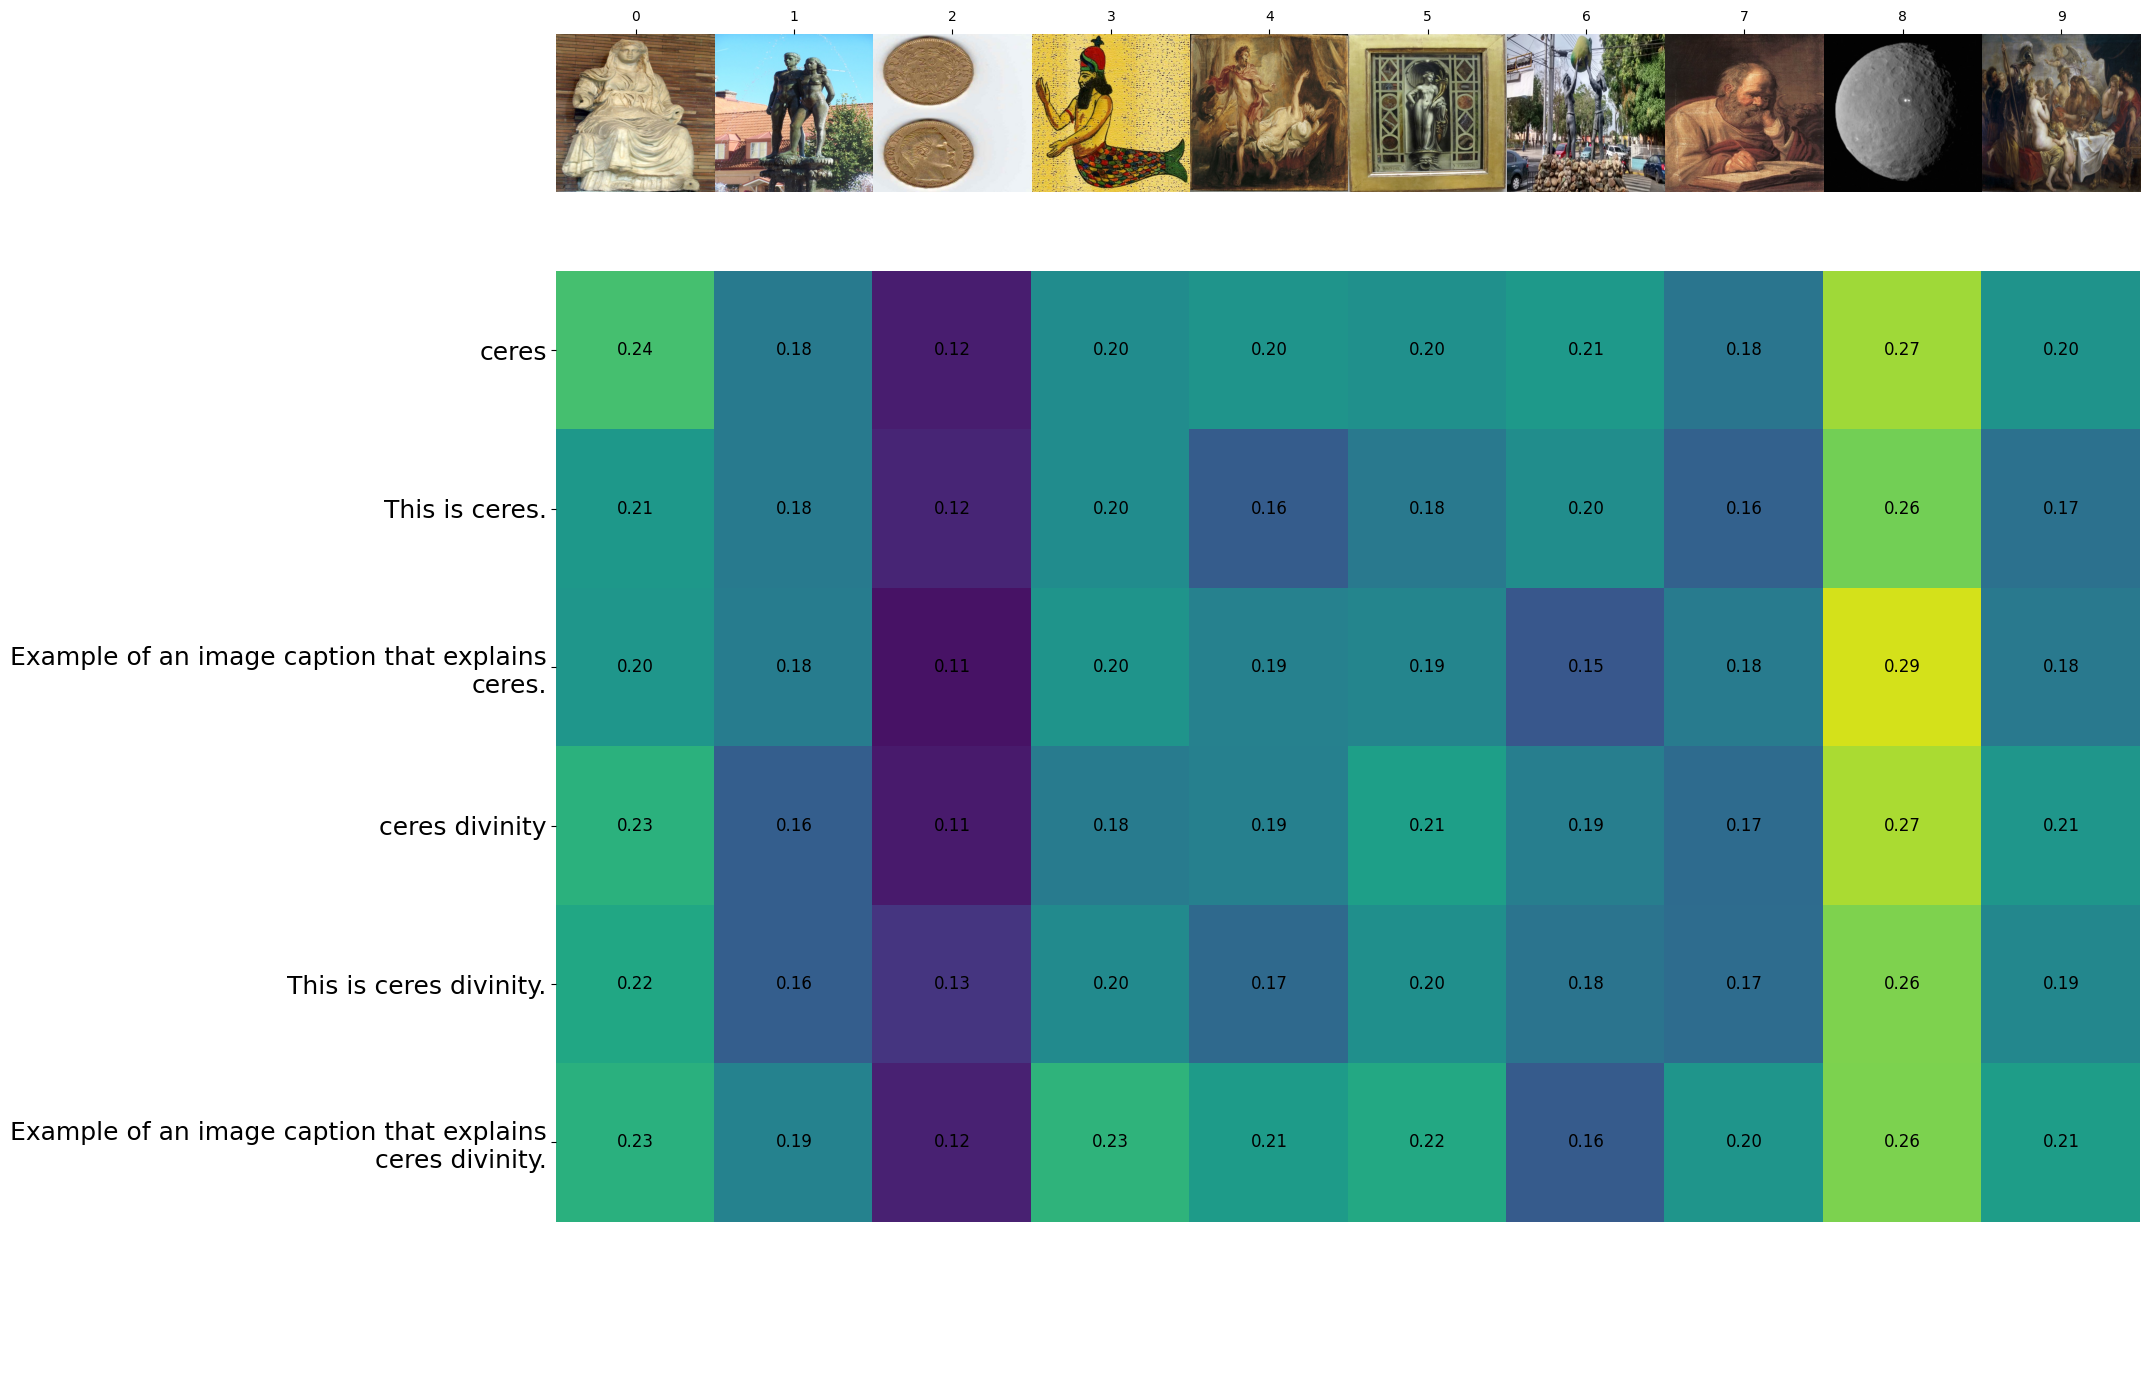 0 1 2 3 4 5 6 7 8 9
ceres 0.24 0.18 0.12 0.20 0.20 0.20 0.21 0.18 0.27 0.20
This is ceres. 0.21 0.18 0.12 0.20 0.16 0.18 0.20 0.16 0.26 0.17
Example of an image caption that explains
ceres. 0.20 0.18 0.11 0.20 0.19 0.19 0.15 0.18 0.29 0.18
ceres divinity 0.23 0.16 0.11 0.18 0.19 0.21 0.19 0.17 0.27 0.21
This is ceres divinity. 0.22 0.16 0.13 0.20 0.17 0.20 0.18 0.17 0.26 0.19
Example of an image caption that explains
ceres divinity. 0.23 0.19 0.12 0.23 0.21 0.22 0.16 0.20 0.26 0.21